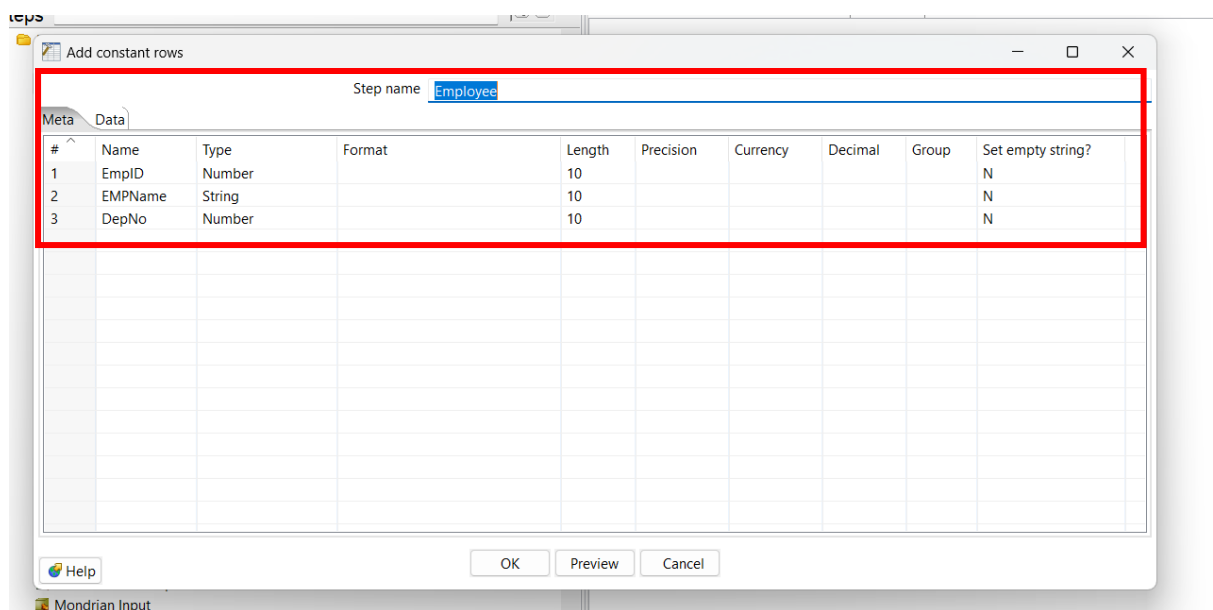 teps
Add constant rows
Step name Employee
Meta Data
# Name Type Format Length Precision Currency Decimal Group Set empty string?
1 EmpID Number 10 N
2 EMPName String 10 N
3 DepNo Number 10 N
OK Preview Cancel
Help
Mondrian Input